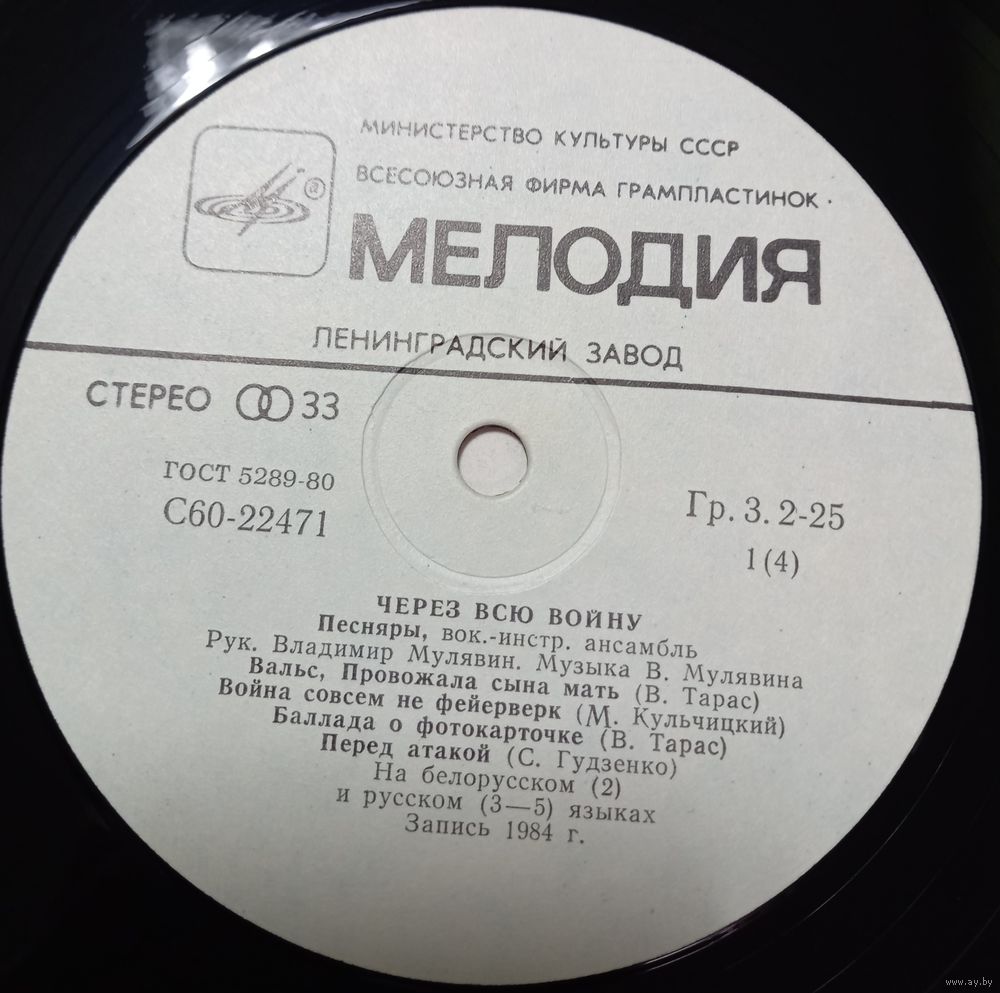 МИНИСТЕРСТВО КУЛЬТУРЫ СССР
ВСЕСОЮЗНАЯ ФИРМА ГРАМПЛАСТИНОК ·
МЕЛОДИЯ
ЛЕНИНГРАДСКИЙ ЗАВОД
СТЕРЕО 33
ГОСТ 5289-80
С60-22471
Гр. 3. 2-25
1(4)
ЧЕРЕЗ ВСЮ ВОЙНУ
Песняры, вок.-инстр. ансамбль
Рук. Владимир Мулявин. Музыка В. Мулявина
Вальс, Провожала сына мать (В. Тарас)
Война совсем не фейерверк (М. Кульчицкий)
Баллада о фотокарточке (В. Тарас)
Перед атакой (С. Гудзенко)
На белорусском (2)
и русском (3—5) языках
Запись 1984 г.
www.ay.by